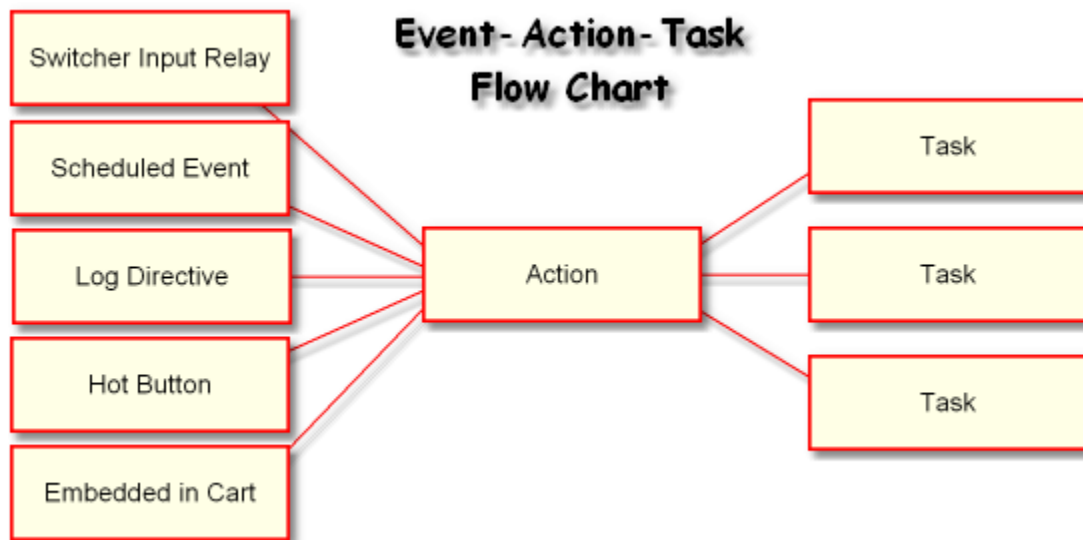 Event-Action-Task
Flow Chart
Switcher Input Relay
Scheduled Event
Log Directive
Hot Button
Embedded in Cart
Action
Task
Task
Task